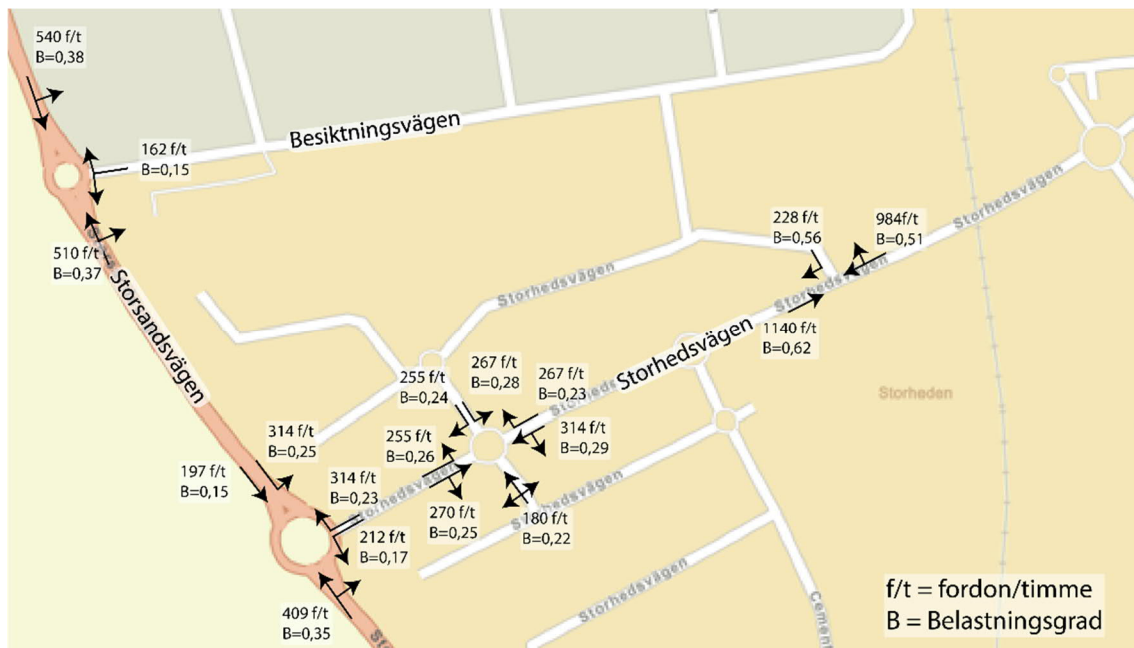 540 f/t
B=0,38
162 f/t
B=0,15
Besiktningsvägen
510 f/t
B=0,37
Storsandsvägen
Storhedsvägen
228 f/t
B=0,56
984f/t
B=0,51
Storhedsvägen
Storhedsvägen
1140 f/t
B=0,62
Storhedsvägen
255 f/t
B=0,24
267 f/t
B=0,28
267 f/t
B=0,23
Storheden
314 f/t
B=0,25
255 f/t
B=0,26
314 f/t
B=0,29
197 f/t
B=0,15
314 f/t
B=0,23
Storhedsvägen
270 f/t
B=0,25
180 f/t
B=0,22
Storhedsvägen
212 f/t
B=0,17
Storhedsvägen
Cement
409 f/t
B=0,35
f/t = fordon/timme
B = Belastningsgrad